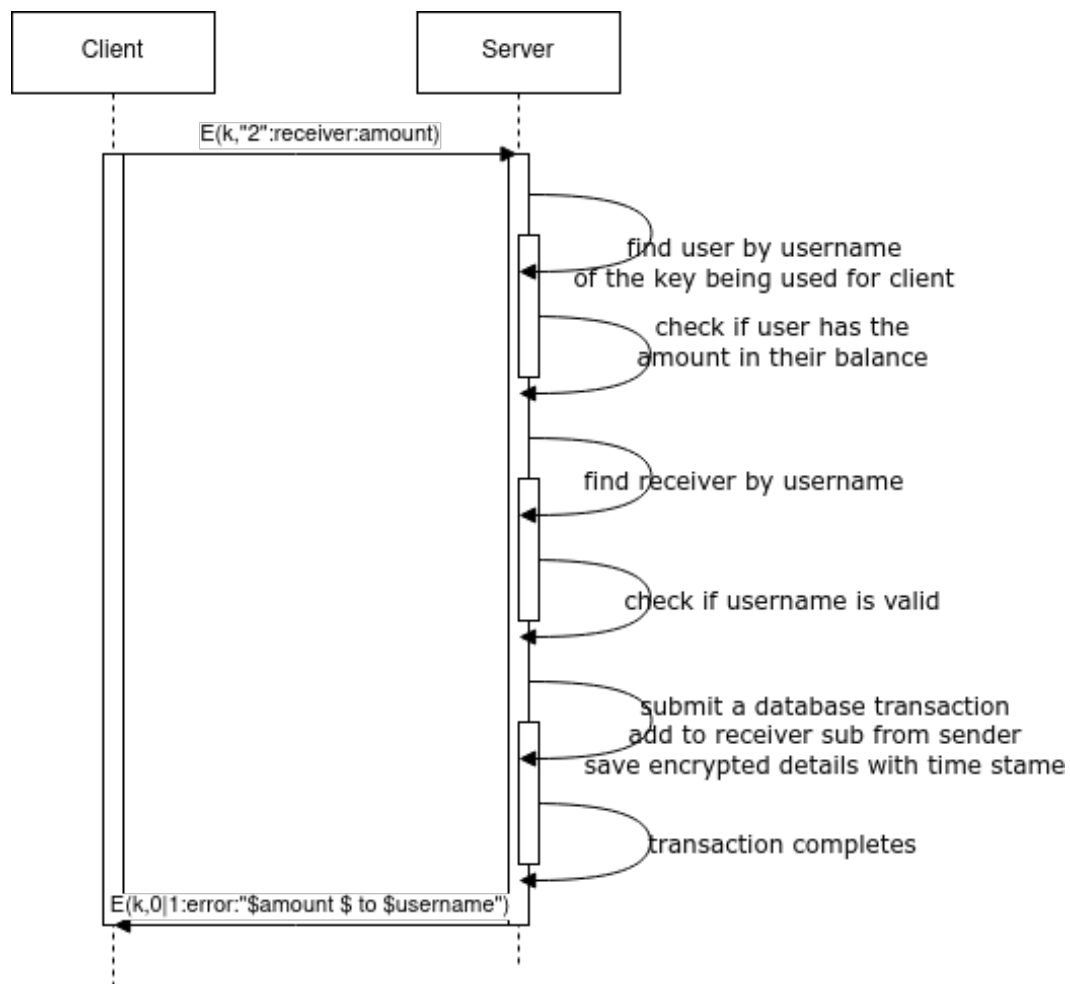 Client
Server
E(k,"2":receiver:amount)
find user by username
of the key being used for client
check if user has the
amount in their balance
find receiver by username
check if username is valid
submit a database transaction
add to receiver sub from sender
save encrypted details with time stame
transaction completes
E(k,0|1:error:"$amount $ to $username")